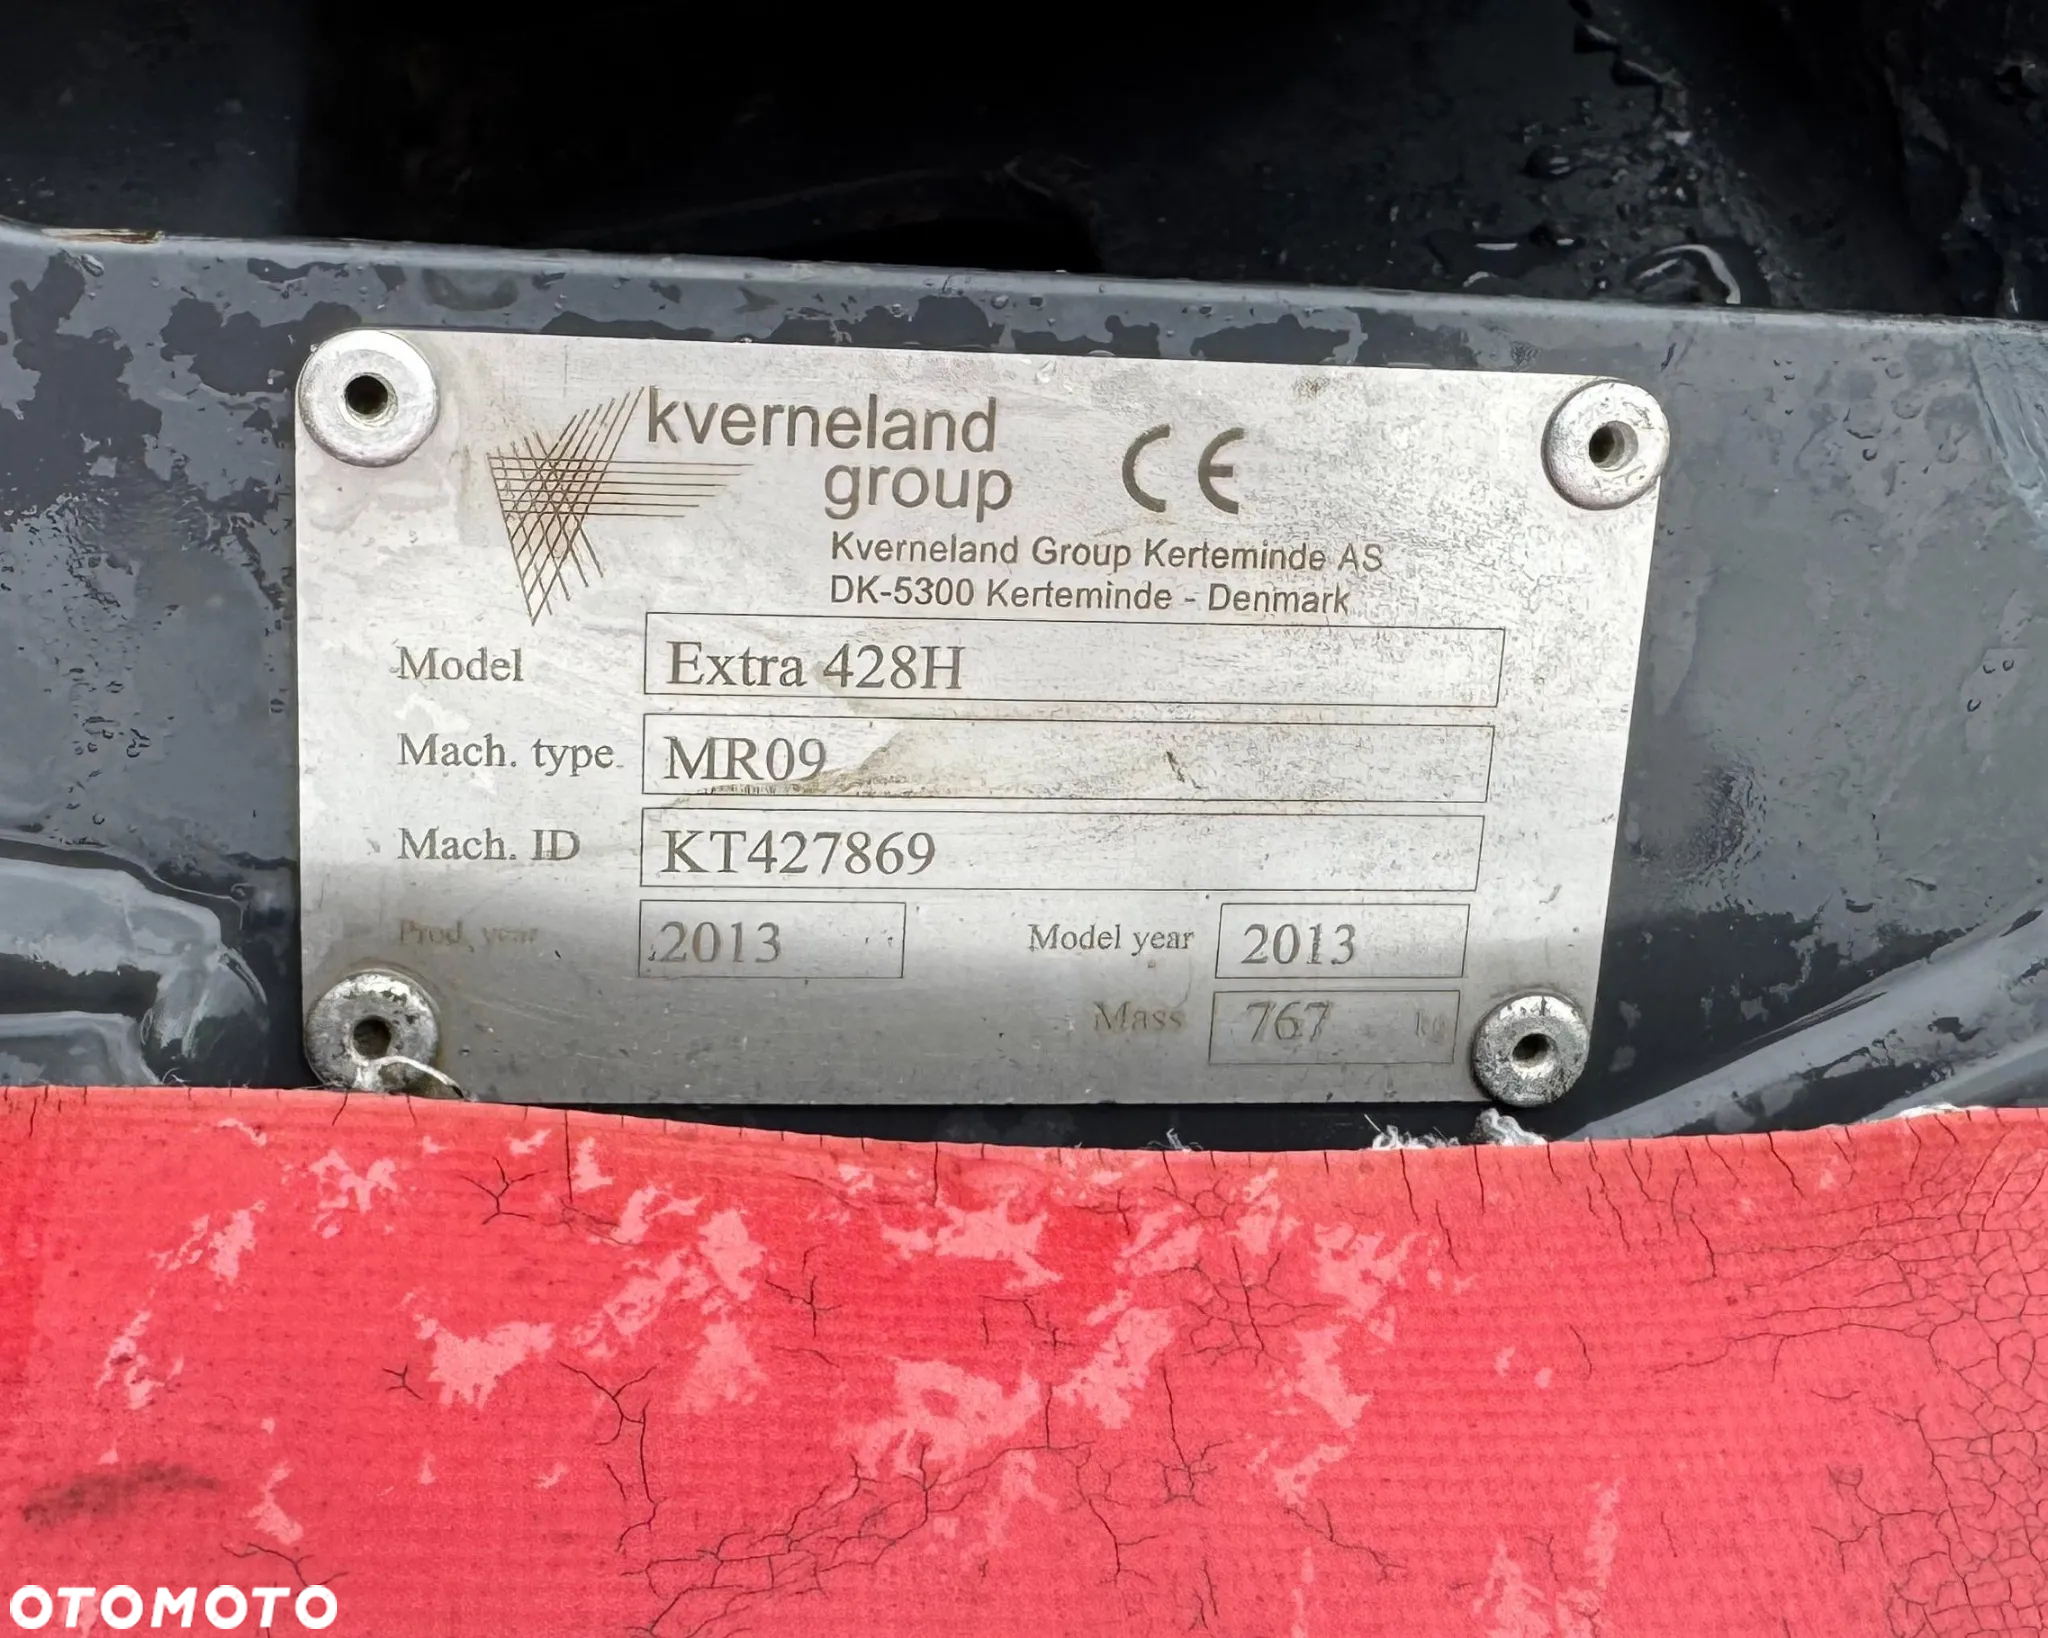 kverneland
group
CE
Kverneland Group Kerteminde AS
DK-5300 Kerteminde - Denmark
Model Extra 428H
Mach. type MR09
Mach. ID KT427869
Prod. year 2013 Model year 2013
Mass 767 kg
OTOMOTO